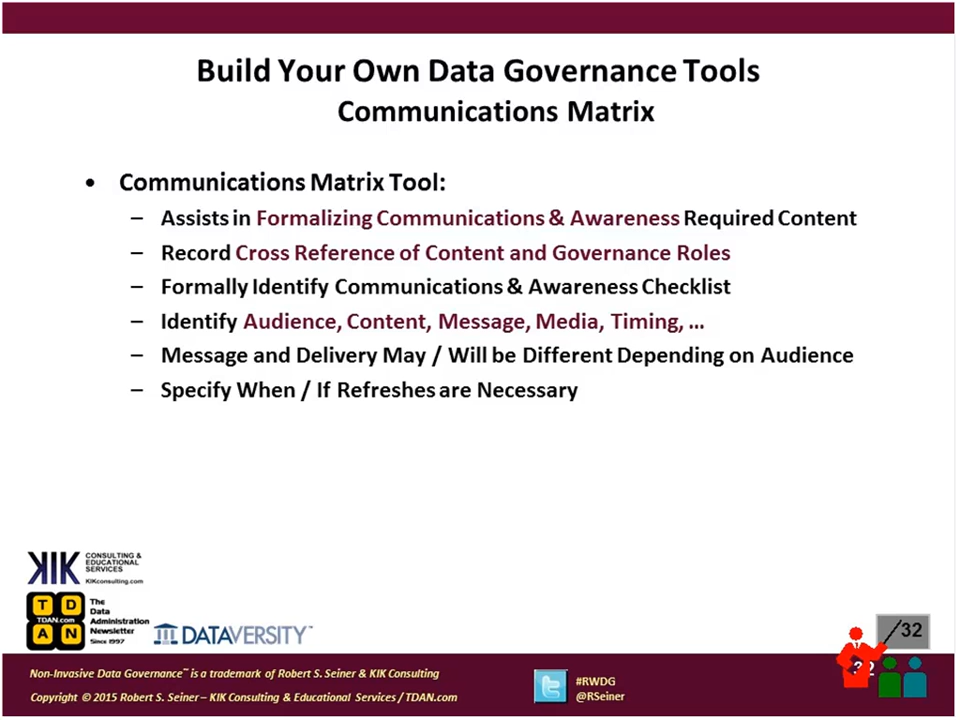 Build Your Own Data Governance Tools
Communications Matrix
• Communications Matrix Tool:
– Assists in Formalizing Communications & Awareness Required Content
– Record Cross Reference of Content and Governance Roles
– Formally Identify Communications & Awareness Checklist
– Identify Audience, Content, Message, Media, Timing, …
– Message and Delivery May / Will be Different Depending on Audience
– Specify When / If Refreshes are Necessary
KIK CONSULTING &
EDUCATIONAL
SERVICES
KIKconsulting.com
T D
TDAN.com
A N
The
Data
Administration
Newsletter
Since 1997
DATAVERSITY™
/32
32
Non-Invasive Data Governance™ is a trademark of Robert S. Seiner & KIK Consulting
Copyright © 2015 Robert S. Seiner – KIK Consulting & Educational Services / TDAN.com
#RWDG
@RSeiner